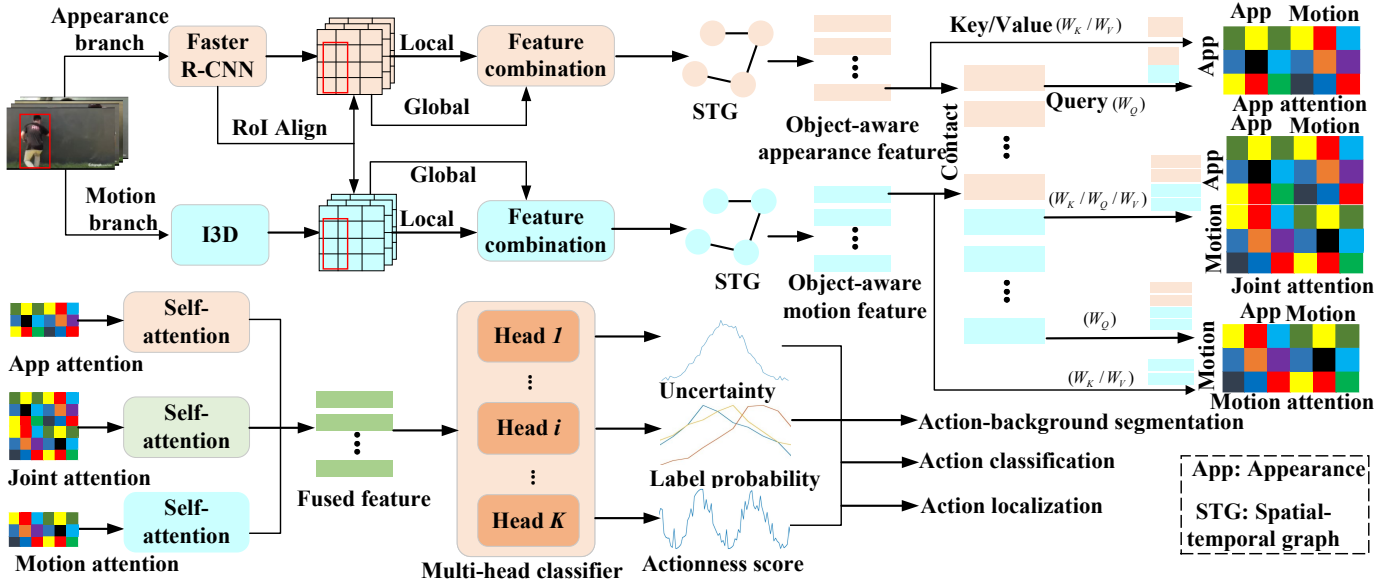 Appearance
branch
Faster
R-CNN
Local
Feature
combination
Global
RoI Align
STG
Object-aware
appearance feature
Key/Value (W_K / W_V)
Query (W_Q)
Contact
App Motion
App
App attention
Motion
branch
I3D
Global
Local
Feature
combination
STG
Object-aware
motion feature
(W_K / W_Q / W_V)
App Motion
App
Motion
Joint attention
(W_Q)
(W_K / W_V)
App Motion
Motion
Motion attention
App attention
Self-
attention
Joint attention
Self-
attention
Motion attention
Self-
attention
Fused feature
Head 1
Head i
Head K
Multi-head classifier
Uncertainty
Label probability
Actionness score
Action-background segmentation
Action classification
Action localization
App: Appearance
STG: Spatial-
temporal graph